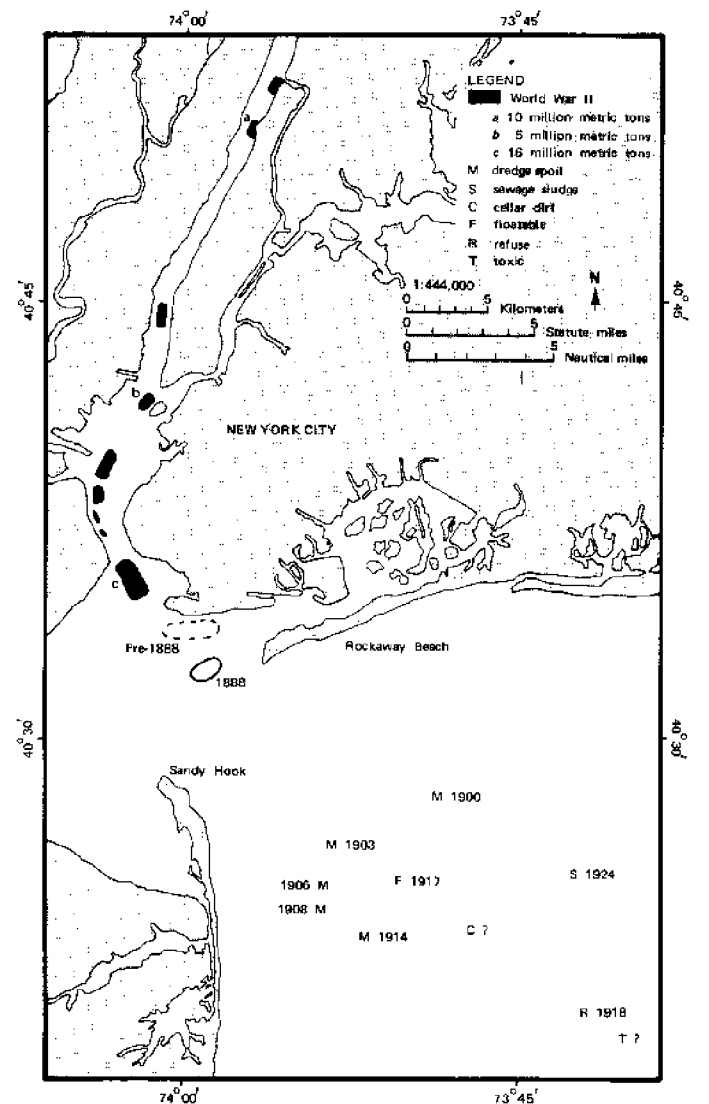 74°00′
73°45′
LEGEND
World War II
a 10 million metric tons
b 5 million metric tons
c 16 million metric tons
M dredge spoil
S sewage sludge
C cellar dirt
F floatable
R refuse
T toxic
1:444,000
N
0 5
Kilometers
0 5
Statute miles
0 5
Nautical miles
40°45′
40°45′
a
b
NEW YORK CITY
c
Pre-1888
1888
Rockaway Beach
40°30′
40°30′
Sandy Hook
M 1900
M 1903
1906 M
F 1917
S 1924
1908 M
M 1914
C ?
R 1918
T ?
74°00′
73°45′